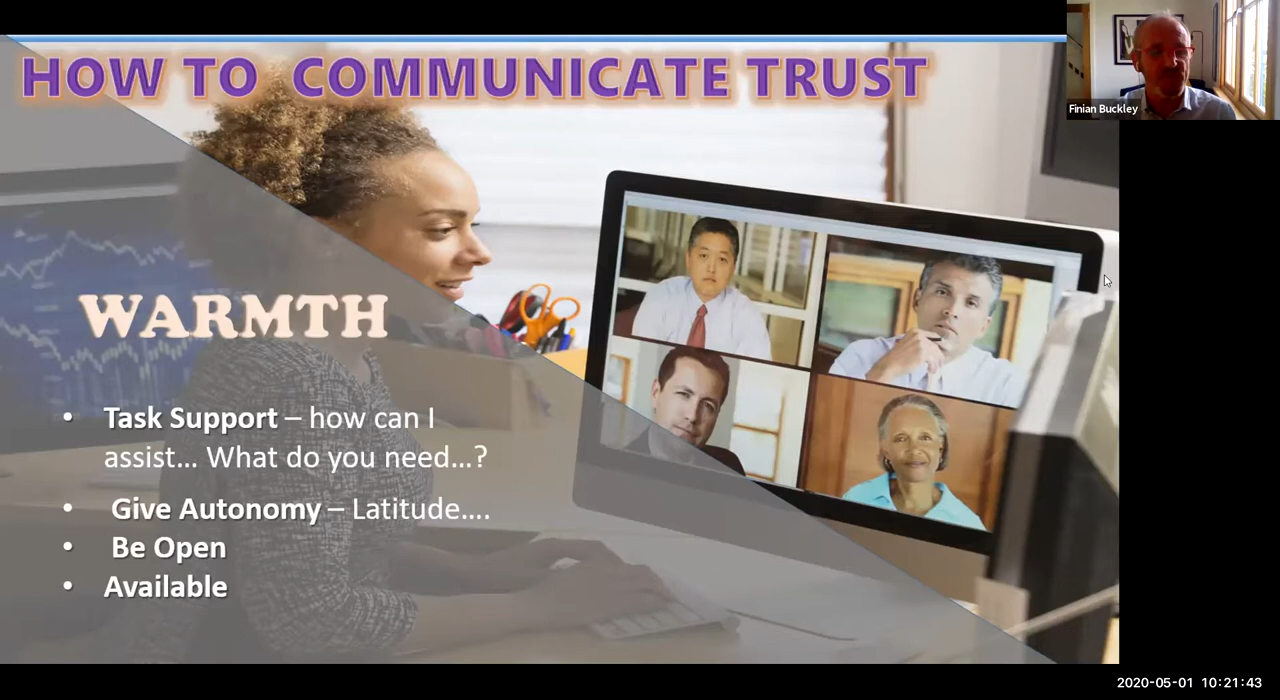 HOW TO COMMUNICATE TRUST
Finian Buckley
WARMTH
• Task Support – how can I
assist... What do you need...?
• Give Autonomy – Latitude....
• Be Open
• Available
2020-05-01 10:21:43